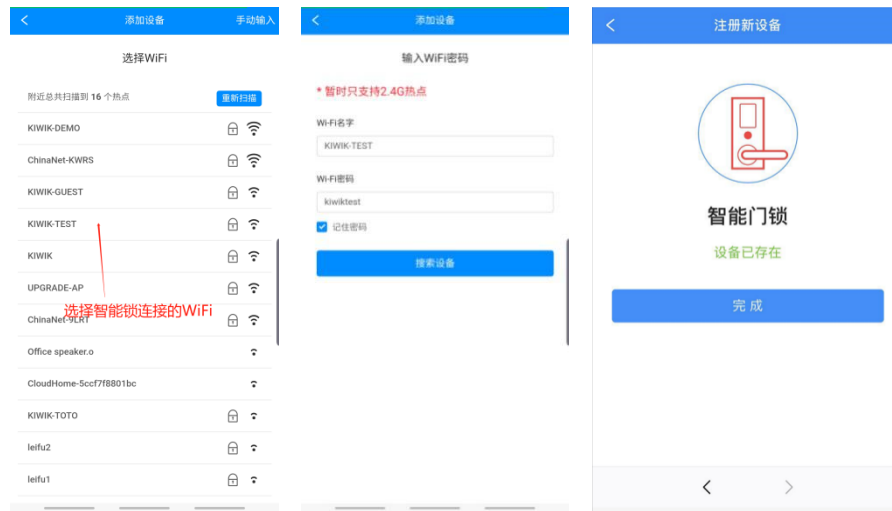 添加设备
手动输入
选择WiFi
附近总共扫描到 16 个热点
重新扫描
KIWIK-DEMO
ChinaNet-KWRS
KIWIK-GUEST
KIWIK-TEST
KIWIK
UPGRADE-AP
选择智能锁连接的WiFi
ChinaNet-9LRT
Office speaker.o
CloudHome-5ccf7f8801bc
KIWIK-TOTO
leifu2
leifu1
添加设备
输入WiFi密码
* 暂时只支持2.4G热点
Wi-Fi名字
KIWIK-TEST
Wi-Fi密码
kiwiktest
记住密码
搜索设备
注册新设备
智能门锁
设备已存在
完成